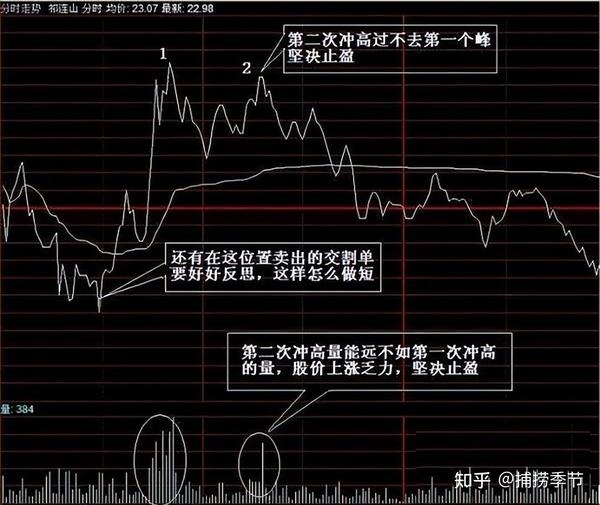 分时走势 祁连山 分时 均价: 23.07 最新: 22.98
1
2
第二次冲高过不去第一个峰
坚决止盈
还有在这位置卖出的交割单
要好好反思，这样怎么做短
第二次冲高量能远不如第一次冲高
的量，股价上涨乏力，坚决止盈
量: 384
知乎 @捕捞季节